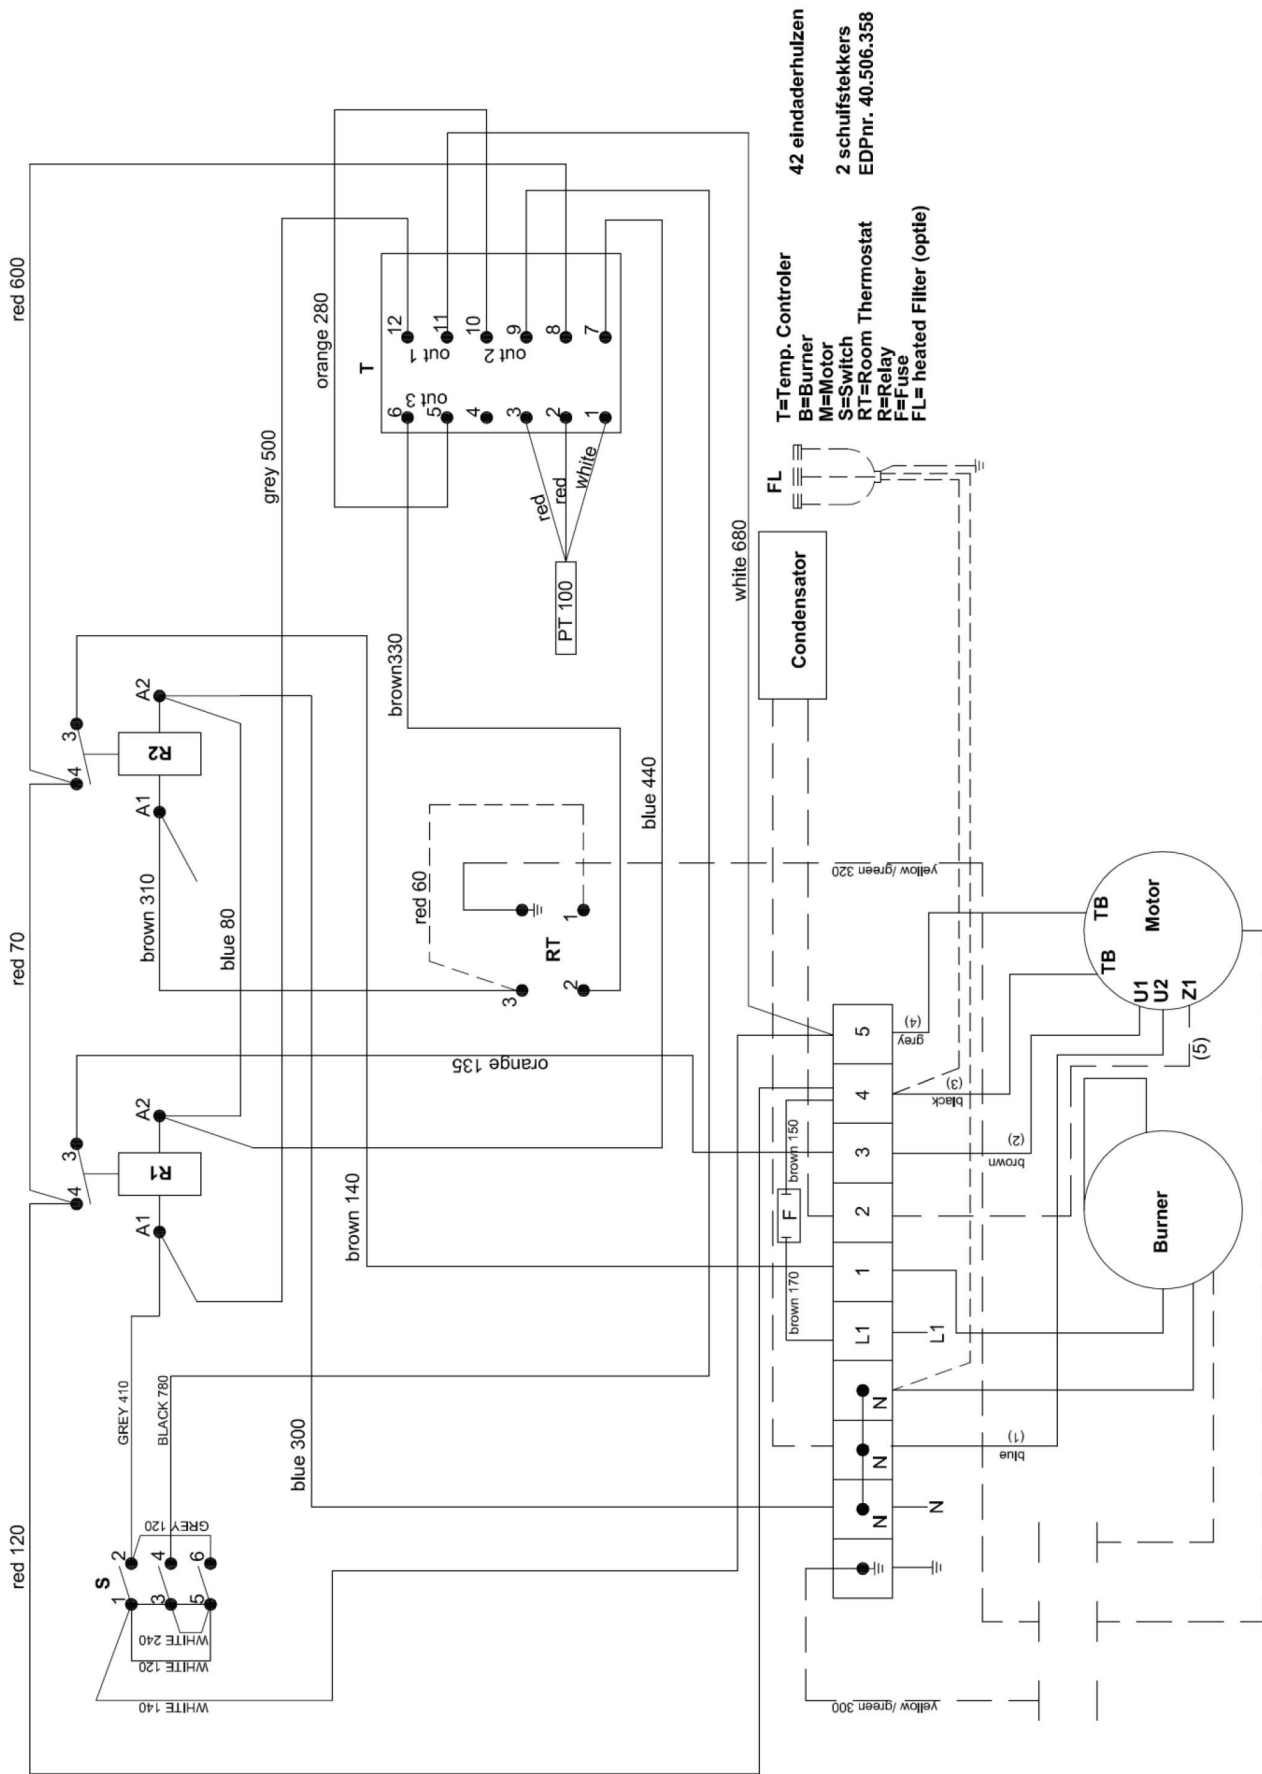 red 120
red 70
red 600
S
1
2
3
4
5
6
GREY 120
WHITE 240
WHITE 120
WHITE 140
GREY 410
BLACK 780
blue 300
brown 140
4
3
R1
A1
A2
brown 310
blue 80
4
3
R2
A1
A2
grey 500
orange 280
T
6
5
4
3
2
1
out 3
12
11
10
9
8
7
out 1
out 2
red
red
white
PT 100
brown330
blue 440
red 60
3
2
1
RT
orange 135
white 680
brown 170
F
brown 150
N
N
N
L1
1
2
3
4
5
N
L1
Condensator
FL
yellow/green 300
yellow/green 320
blue
(1)
brown
(2)
black
(3)
grey
(4)
(5)
Burner
Motor
U1
U2
Z1
TB
TB
T=Temp. Controler
B=Burner
M=Motor
S=Switch
RT=Room Thermostat
R=Relay
F=Fuse
FL= heated Filter (optie)
42 eindaderhulzen
2 schuifstekkers
EDPnr. 40.506.358